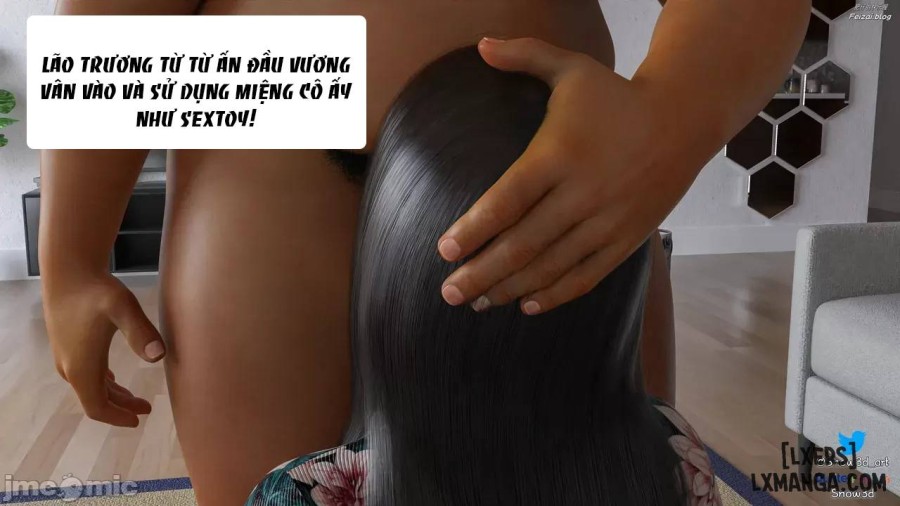 Feizai.blog
LÃO TRƯƠNG TỪ TỪ ẤN ĐẦU VƯƠNG
VÂN VÀO VÀ SỬ DỤNG MIỆNG CÔ ẤY
NHƯ SEXTOY!
[LXERS]
LXMANGA.COM
Snow3d
jmcomic